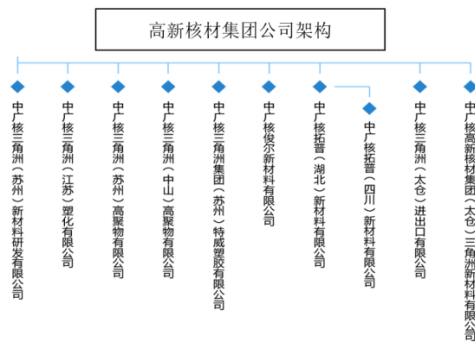 高新核材集团公司架构
中广核三角洲（苏州）新材料研发有限公司
中广核三角洲（江苏）塑化有限公司
中广核三角洲（苏州）高聚物有限公司
中广核三角洲（中山）高聚物有限公司
中广核三角洲集团（苏州）特威塑胶有限公司
中广核俊尔新材料有限公司
中广核拓普（湖北）新材料有限公司
中广核拓普（四川）新材料有限公司
中广核三角洲（太仓）进出口有限公司
中广核高新核材集团（太仓）三角洲新材料有限公司